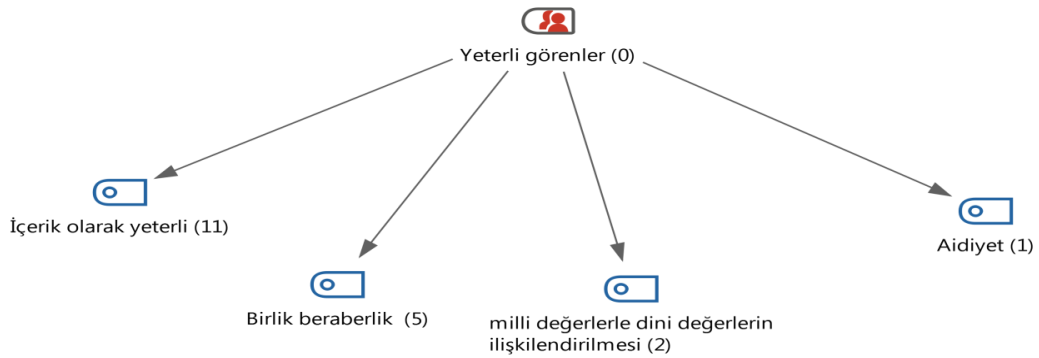 Yeterli görenler (0)
İçerik olarak yeterli (11)
Aidiyet (1)
Birlik beraberlik  (5)
milli değerlerle dini değerlerin
ilişkilendirilmesi (2)